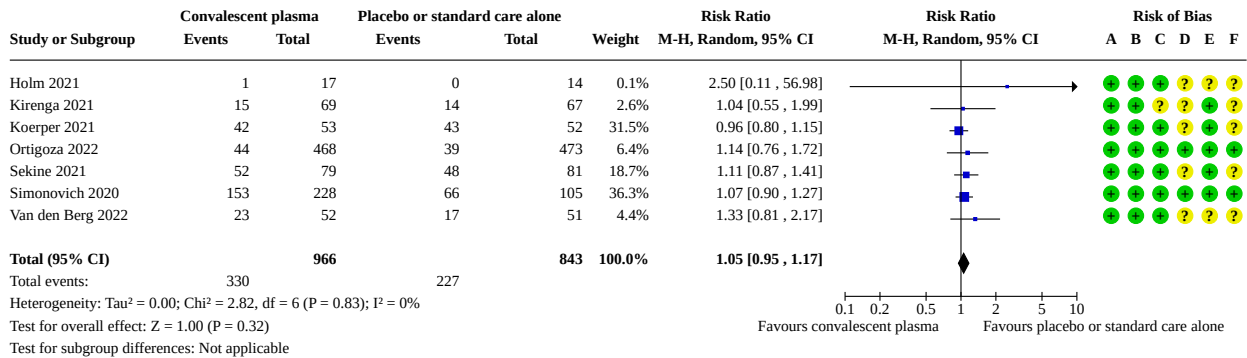 Convalescent plasma Placebo or standard care alone Risk Ratio Risk Ratio Risk of Bias
Study or Subgroup Events Total Events Total Weight M-H, Random, 95% CI M-H, Random, 95% CI A B C D E F
Holm 2021 1 17 0 14 0.1% 2.50 [0.11 , 56.98] + + + ? ? ?
Kirenga 2021 15 69 14 67 2.6% 1.04 [0.55 , 1.99] + + ? ? + ?
Koerper 2021 42 53 43 52 31.5% 0.96 [0.80 , 1.15] + + + ? + ?
Ortigoza 2022 44 468 39 473 6.4% 1.14 [0.76 , 1.72] + + + + + +
Sekine 2021 52 79 48 81 18.7% 1.11 [0.87 , 1.41] + + + ? + ?
Simonovich 2020 153 228 66 105 36.3% 1.07 [0.90 , 1.27] + + + + + +
Van den Berg 2022 23 52 17 51 4.4% 1.33 [0.81 , 2.17] + + + ? ? ?
Total (95% CI) 966 843 100.0% 1.05 [0.95 , 1.17]
Total events: 330 227
Heterogeneity: Tau² = 0.00; Chi² = 2.82, df = 6 (P = 0.83); I² = 0%
0.1 0.2 0.5 1 2 5 10
Test for overall effect: Z = 1.00 (P = 0.32) Favours convalescent plasma Favours placebo or standard care alone
Test for subgroup differences: Not applicable